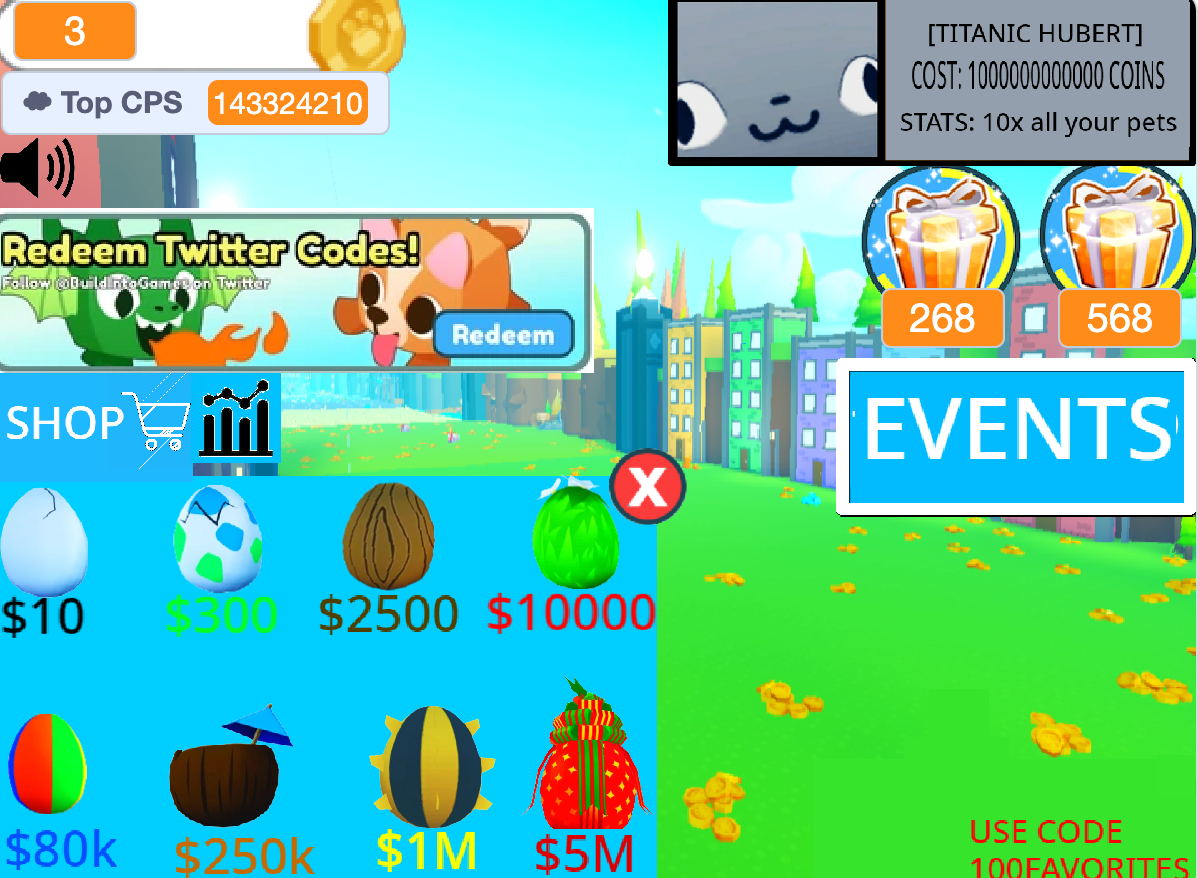 3
Top CPS 143324210
[TITANIC HUBERT]
COST: 1000000000000 COINS
STATS: 10x all your pets
Redeem Twitter Codes!
Follow @BuildIntoGames on Twitter
Redeem
268
568
SHOP
EVENTS
X
$10
$300
$2500
$10000
$80k
$250k
$1M
$5M
USE CODE
100FAVORITES